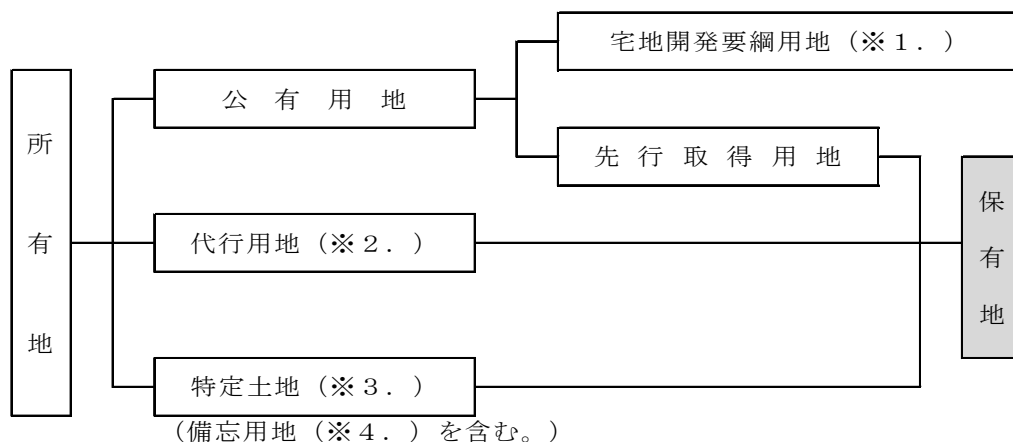 宅地開発要綱用地（※１．）
公有用地
先行取得用地
所有地
代行用地（※２．）
保有地
特定土地（※３．）
（備忘用地（※４．）を含む。）